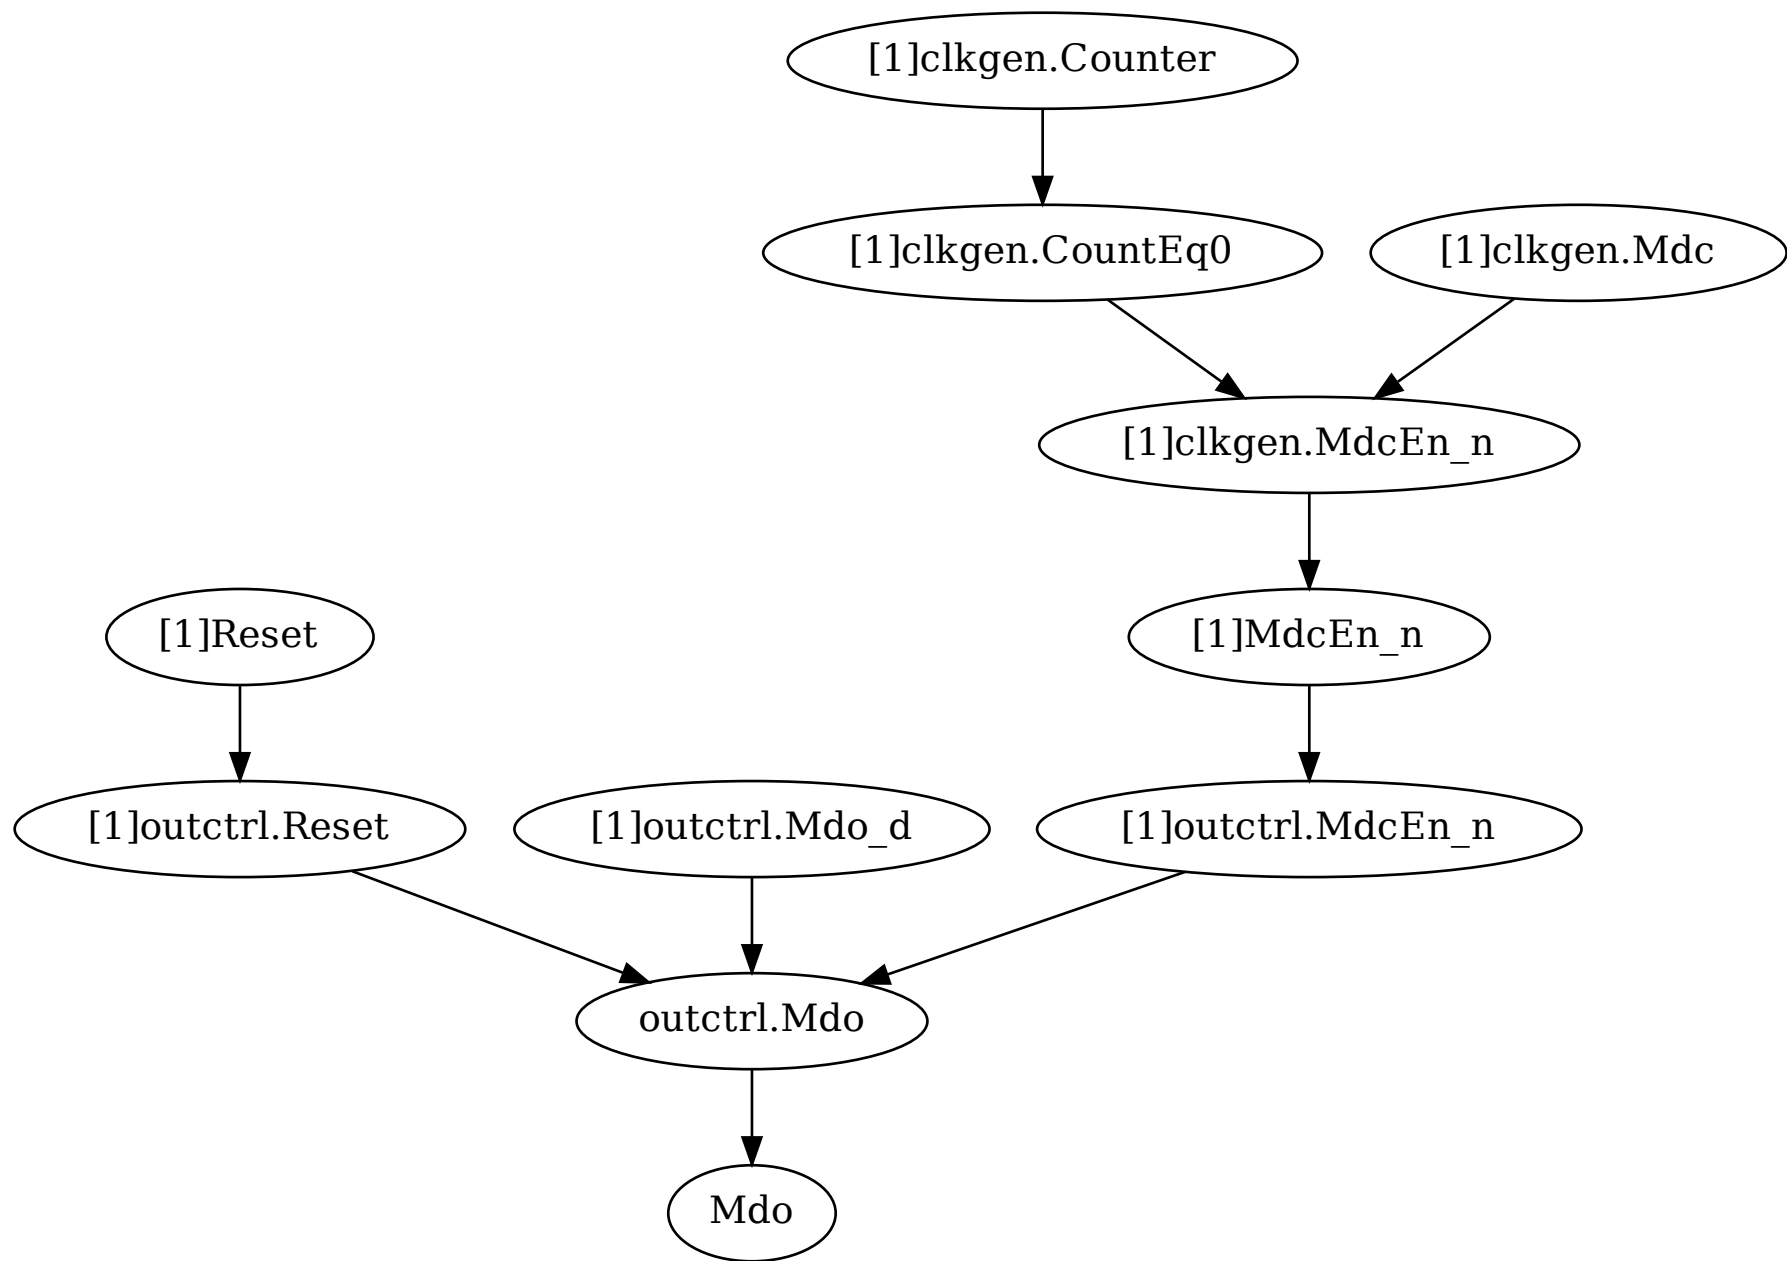 [1]clkgen.Counter
[1]clkgen.CountEq0
[1]clkgen.Mdc
[1]clkgen.MdcEn_n
[1]Reset
[1]MdcEn_n
[1]outctrl.Reset
[1]outctrl.Mdo_d
[1]outctrl.MdcEn_n
outctrl.Mdo
Mdo